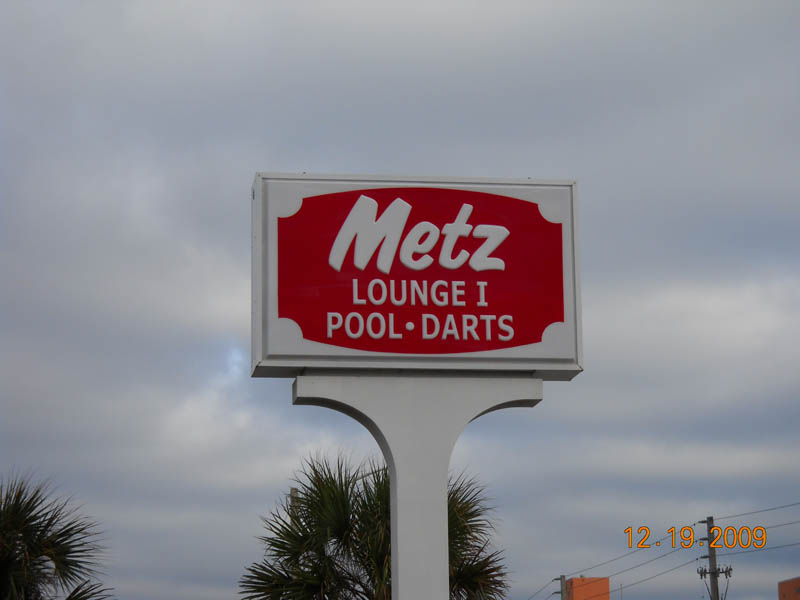 Metz
LOUNGE I
POOL • DARTS
12.19.2009